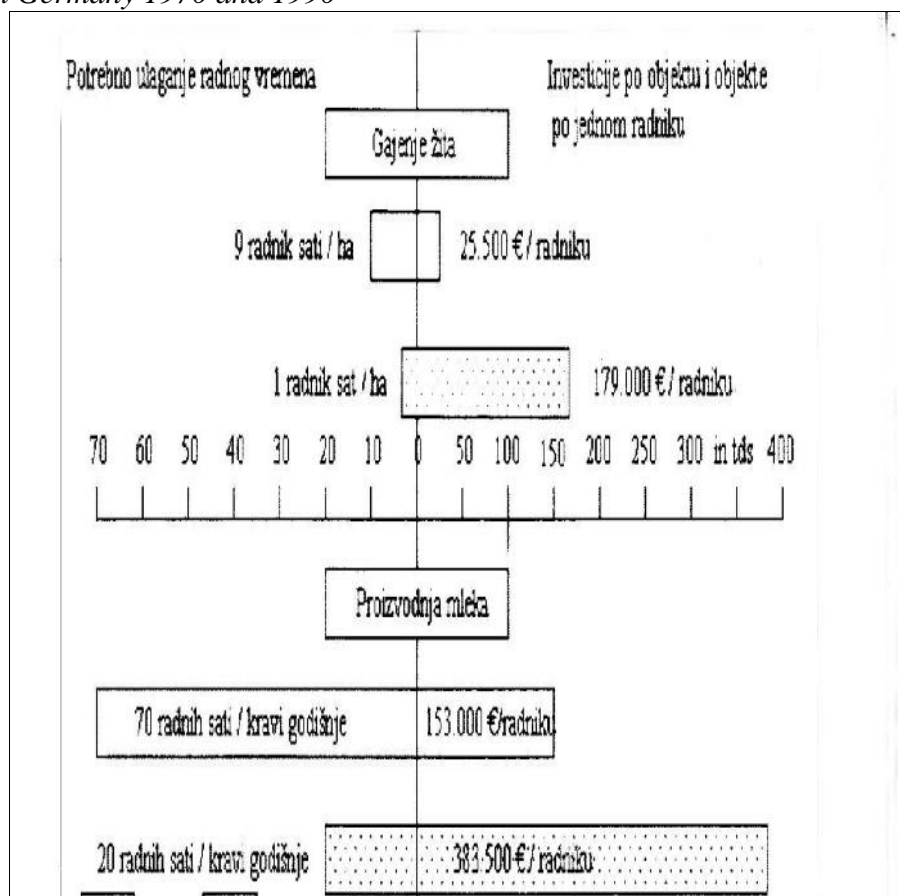 Germany 1970 and 1990
Potrebno ulaganje radnog vremena
Investicije po objektu i objekte
po jednom radniku
Gajenje žita
9 radnik sati / ha
25.500 € / radniku
1 radnik sat / ha
179.000 € / radniku
70 60 50 40 30 20 10 0 50 100 150 200 250 300 in tds 400
Proizvodnja mleka
70 radnih sati / kravi godišnje
153.000 €/radniku
20 radnih sati / kravi godišnje
383.500 € / radniku